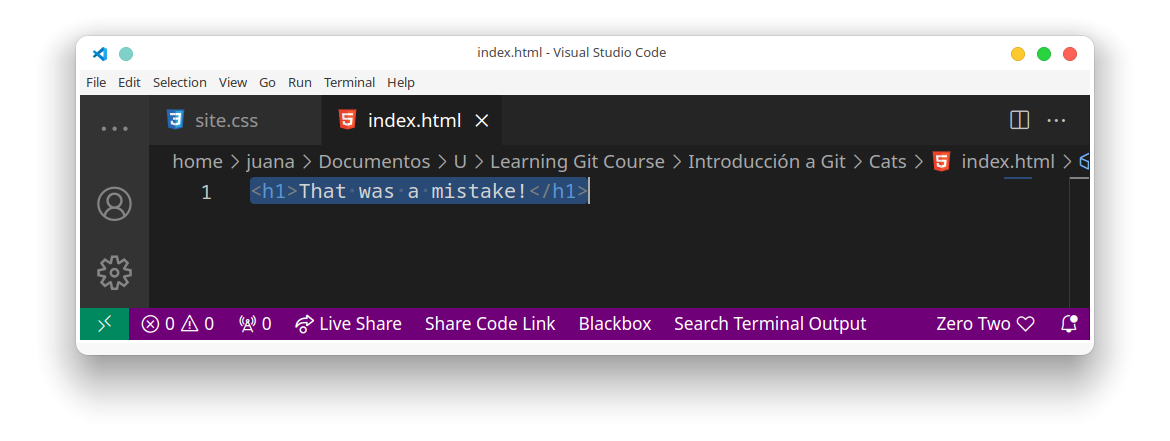 index.html - Visual Studio Code
File Edit Selection View Go Run Terminal Help
site.css index.html
home > juana > Documentos > U > Learning Git Course > Introducción a Git > Cats > index.html >
1 <h1>That was a mistake!</h1>
0 0 0 Live Share Share Code Link Blackbox Search Terminal Output Zero Two ♡